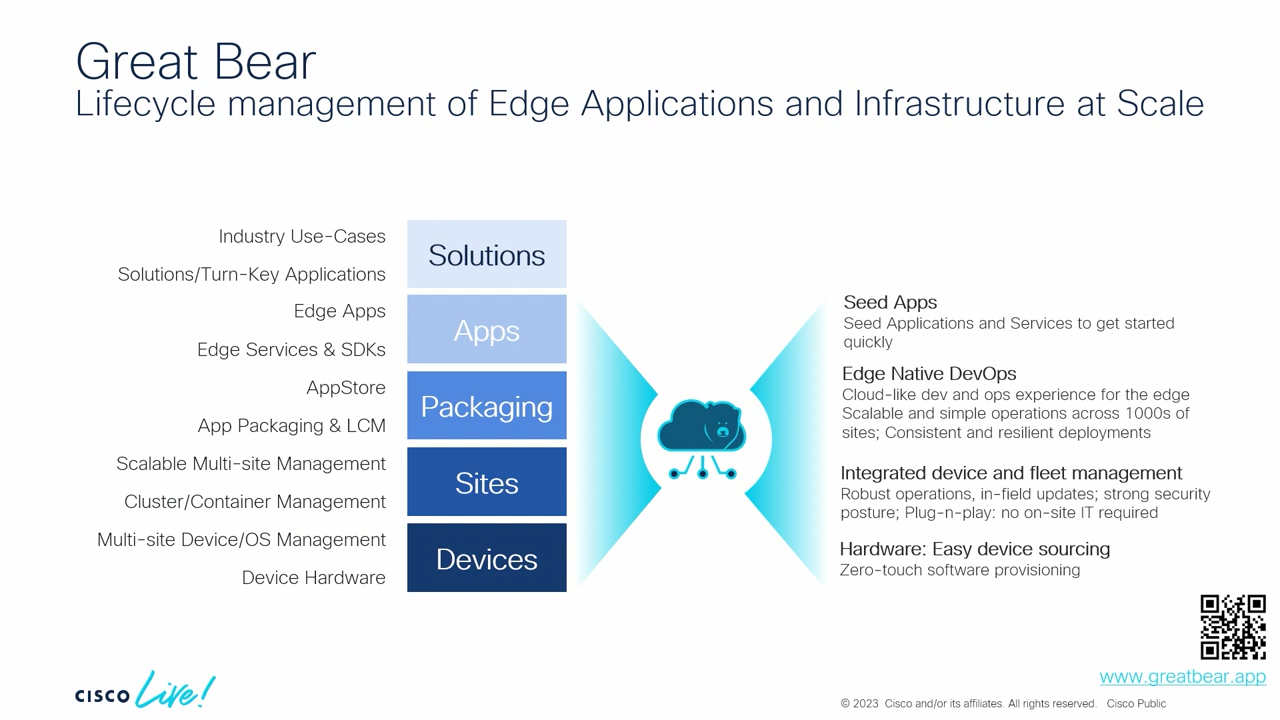 Great Bear
Lifecycle management of Edge Applications and Infrastructure at Scale
Industry Use-Cases
Solutions/Turn-Key Applications
Edge Apps
Edge Services & SDKs
AppStore
App Packaging & LCM
Scalable Multi-site Management
Cluster/Container Management
Multi-site Device/OS Management
Device Hardware
Solutions
Apps
Packaging
Sites
Devices
Seed Apps
Seed Applications and Services to get started
quickly
Edge Native DevOps
Cloud-like dev and ops experience for the edge
Scalable and simple operations across 1000s of
sites; Consistent and resilient deployments
Integrated device and fleet management
Robust operations, in-field updates; strong security
posture; Plug-n-play: no on-site IT required
Hardware: Easy device sourcing
Zero-touch software provisioning
www.greatbear.app
CISCO Live!
© 2023 Cisco and/or its affiliates. All rights reserved. Cisco Public